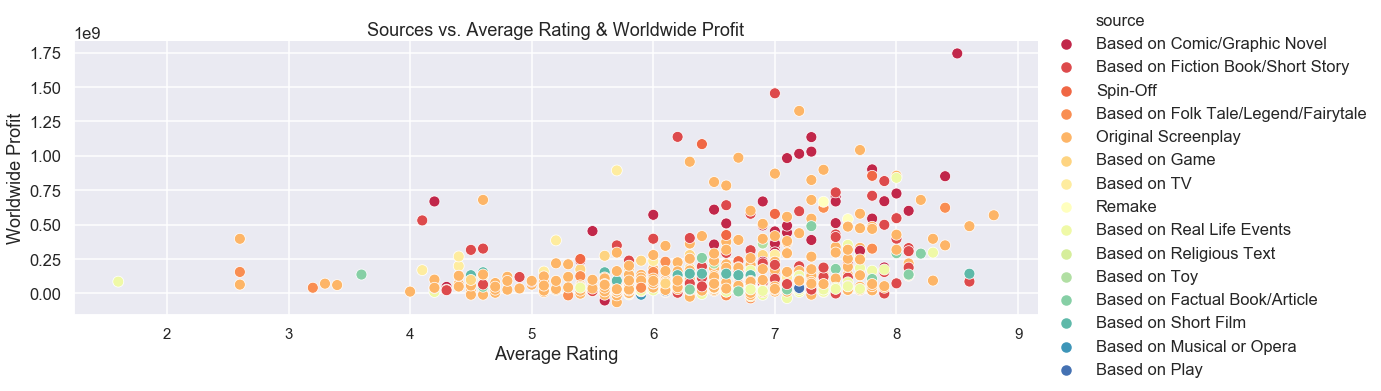 Sources vs. Average Rating & Worldwide Profit
1e9
1.75
1.50
1.25
1.00
0.75
0.50
0.25
0.00
Worldwide Profit
2 3 4 5 6 7 8 9
Average Rating
source
Based on Comic/Graphic Novel
Based on Fiction Book/Short Story
Spin-Off
Based on Folk Tale/Legend/Fairytale
Original Screenplay
Based on Game
Based on TV
Remake
Based on Real Life Events
Based on Religious Text
Based on Toy
Based on Factual Book/Article
Based on Short Film
Based on Musical or Opera
Based on Play